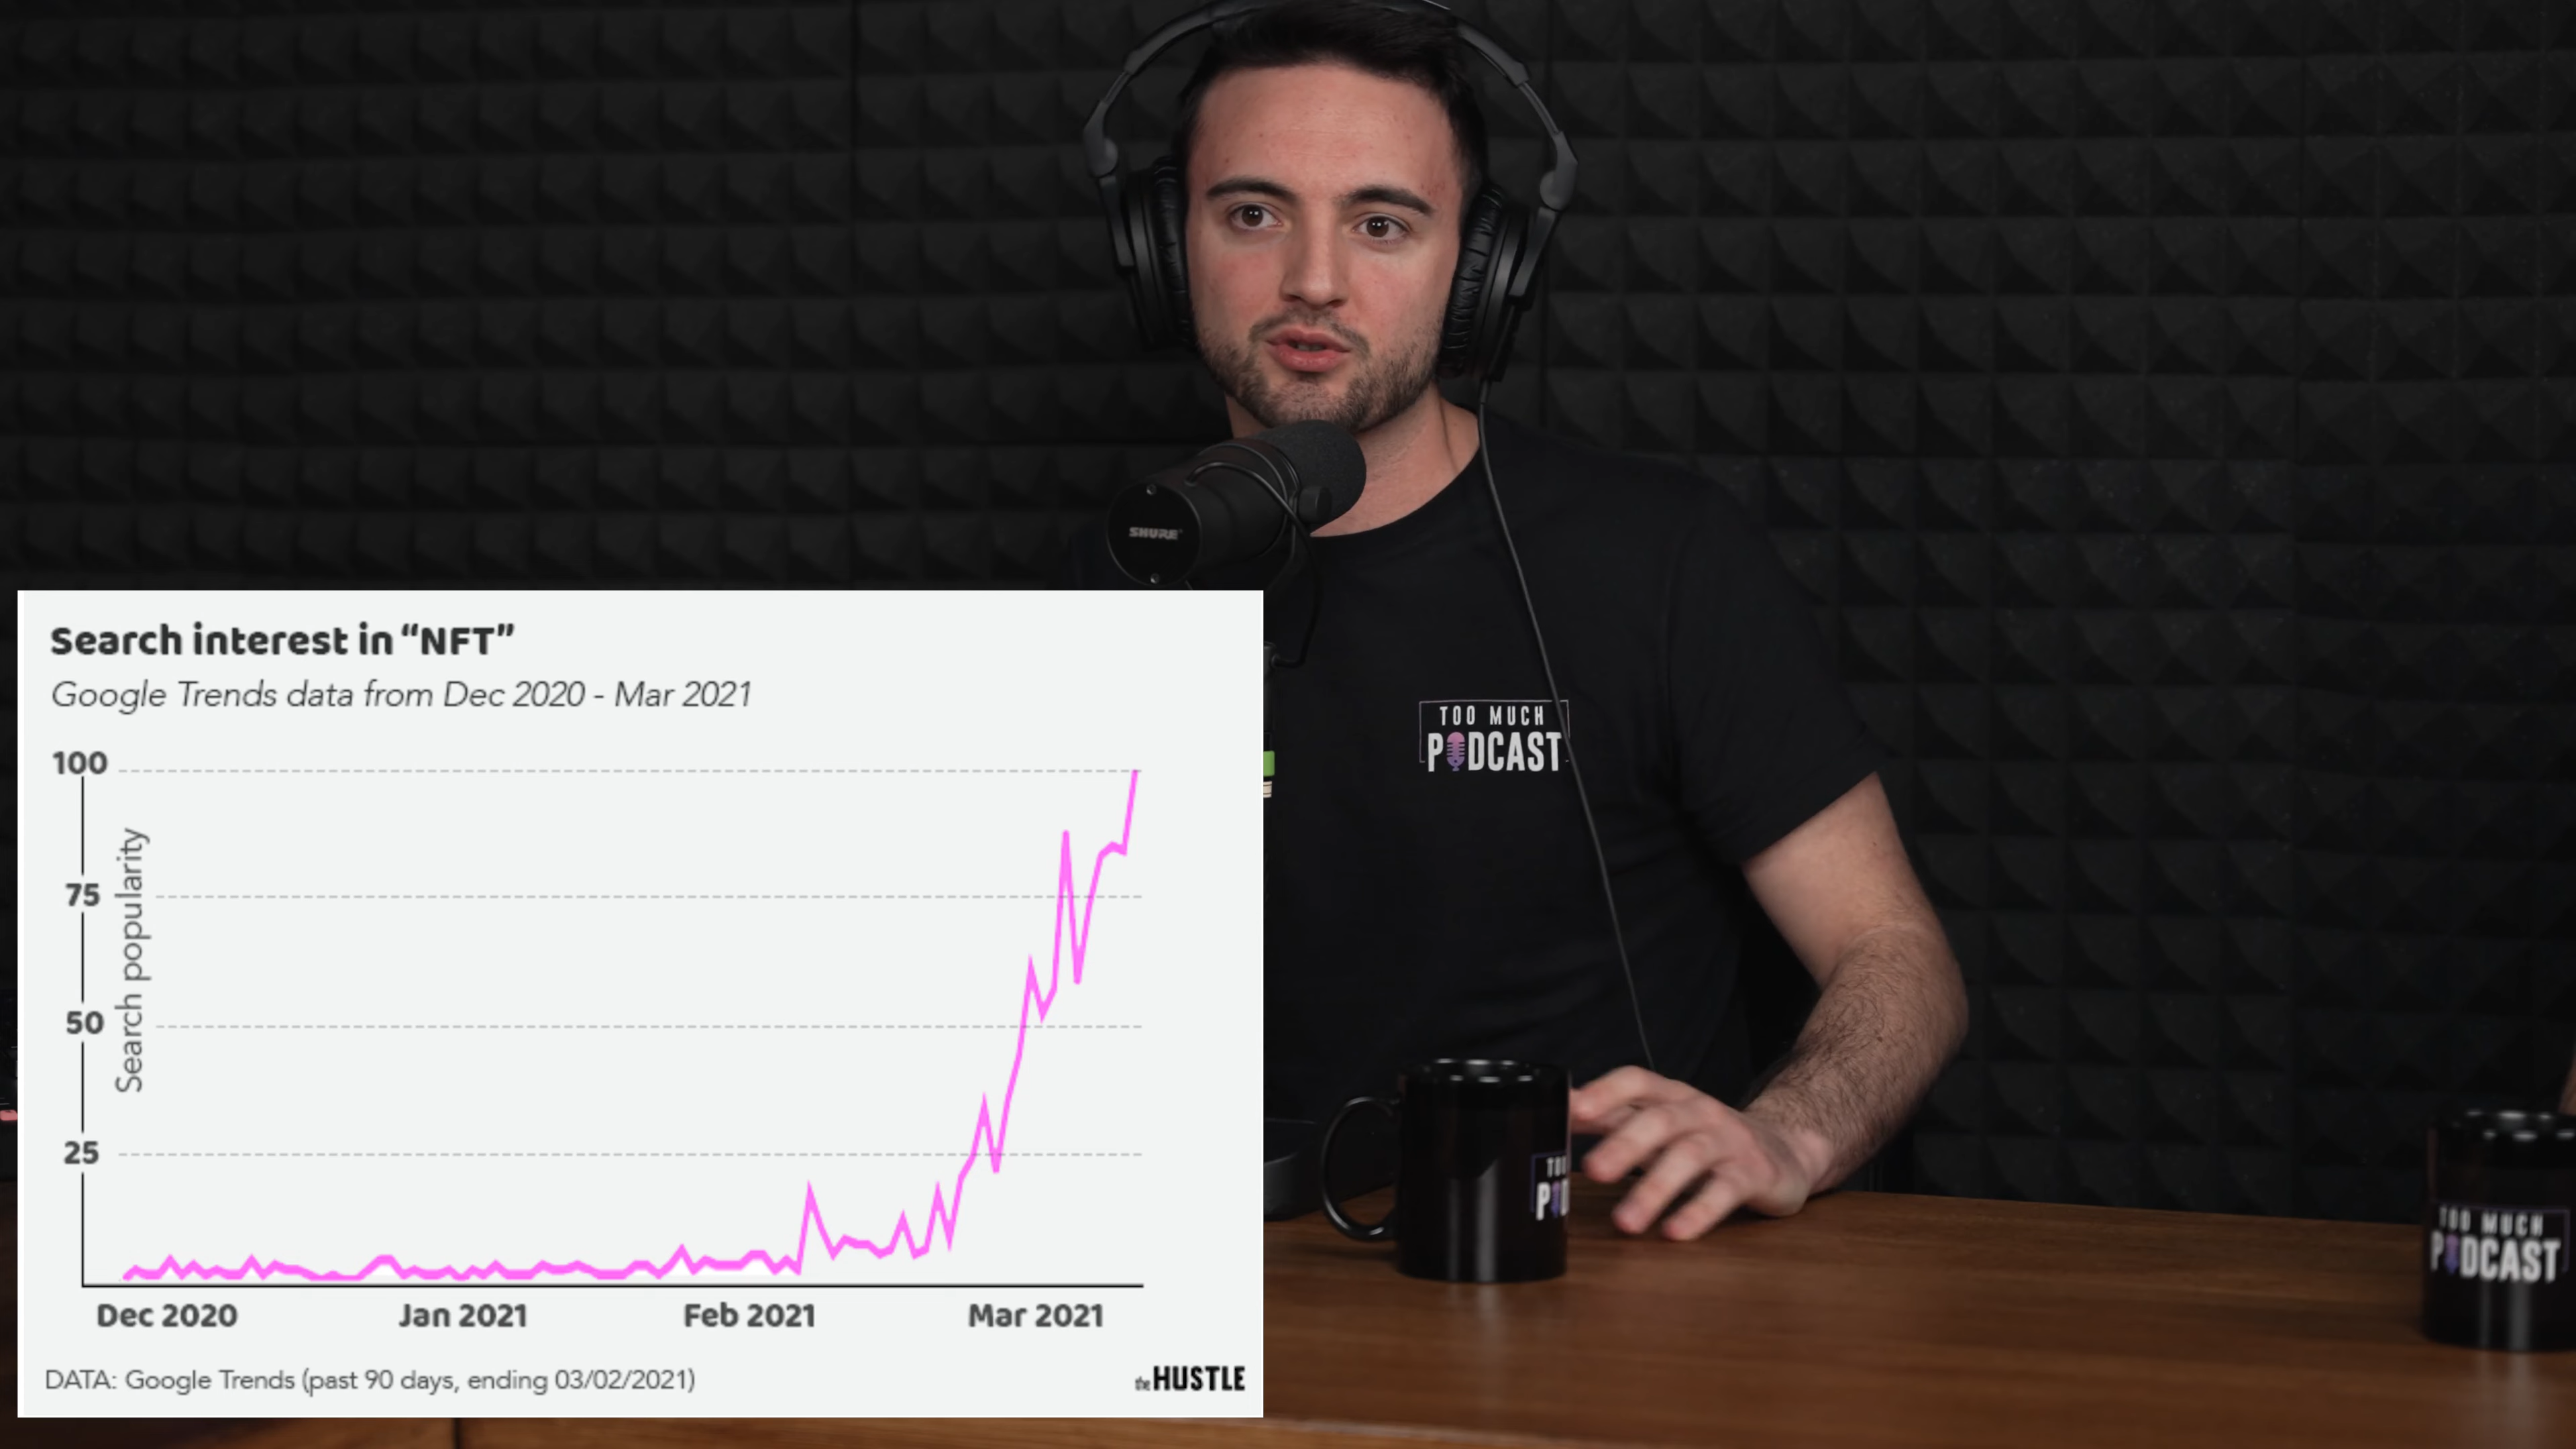 SHURE
TOO MUCH
PODCAST
Search interest in “NFT”
Google Trends data from Dec 2020 - Mar 2021
100
75
50
25
Search popularity
Dec 2020
Jan 2021
Feb 2021
Mar 2021
DATA: Google Trends (past 90 days, ending 03/02/2021)
the HUSTLE
TOO MUCH
PODCAST